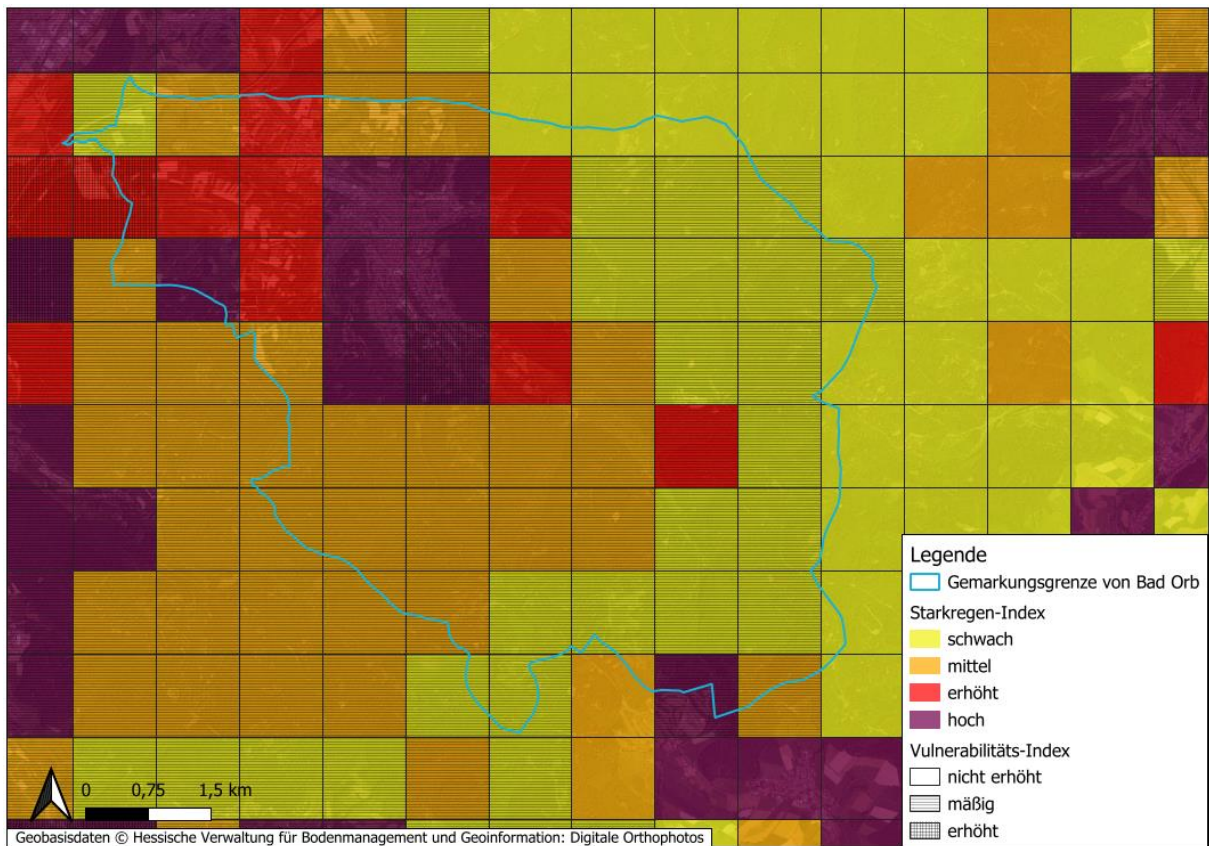 Legende
Gemarkungsgrenze von Bad Orb
Starkregen-Index
schwach
mittel
erhöht
hoch
Vulnerabilitäts-Index
nicht erhöht
mäßig
erhöht
0 0,75 1,5 km
Geobasisdaten © Hessische Verwaltung für Bodenmanagement und Geoinformation: Digitale Orthophotos